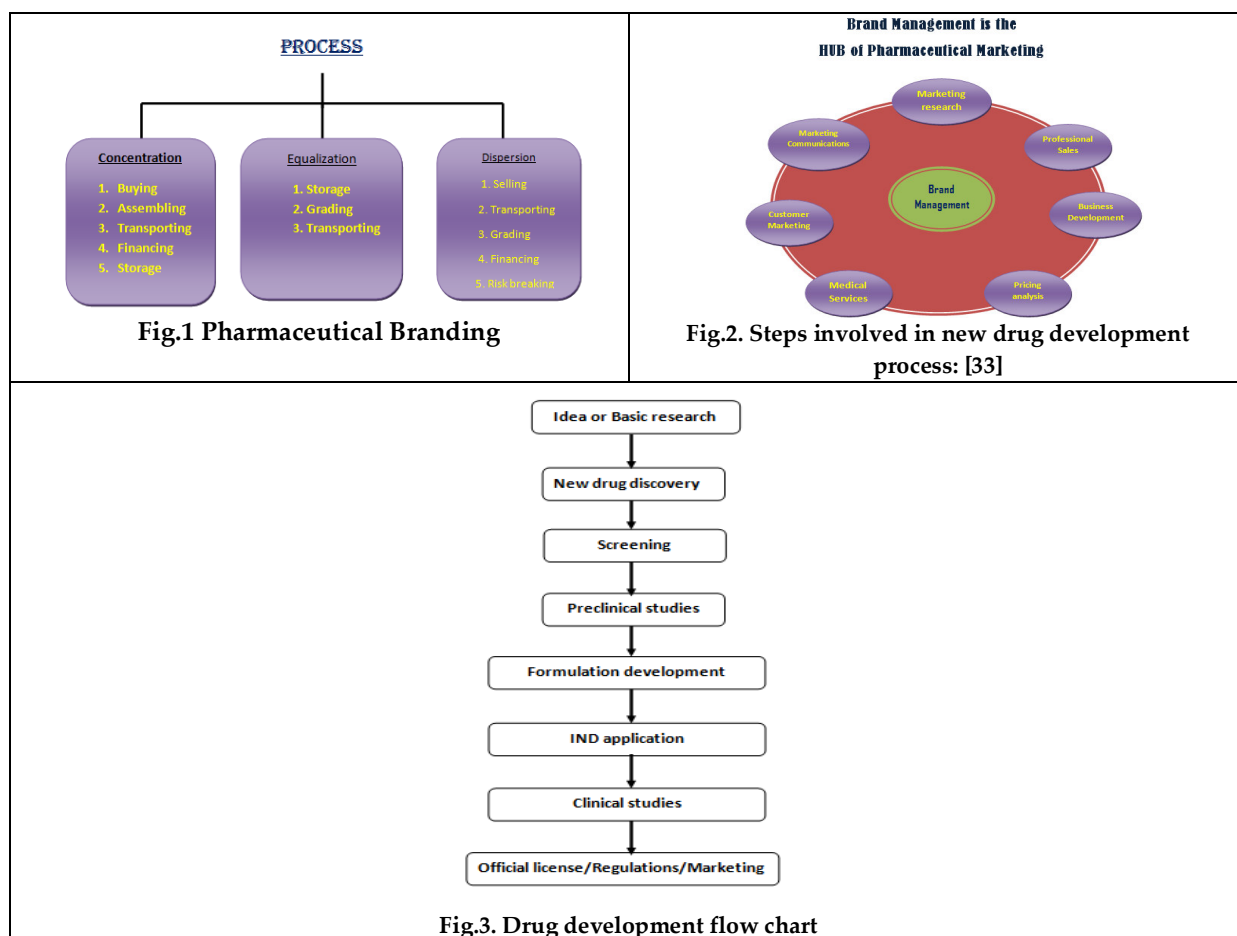 PROCESS
Concentration
1. Buying
2. Assembling
3. Transporting
4. Financing
5. Storage
Equalization
1. Storage
2. Grading
3. Transporting
Dispersion
1. Selling
2. Transporting
3. Grading
4. Financing
5. Risk breaking
Fig.1 Pharmaceutical Branding
Brand Management is the
HUB of Pharmaceutical Marketing
Marketing
research
Marketing
Communications
Professional
Sales
Brand
Management
Customer
Marketing
Business
Development
Medical
Services
Pricing
analysis
Fig.2. Steps involved in new drug development
process: [33]
Idea or Basic research
New drug discovery
Screening
Preclinical studies
Formulation development
IND application
Clinical studies
Official license/Regulations/Marketing
Fig.3. Drug development flow chart